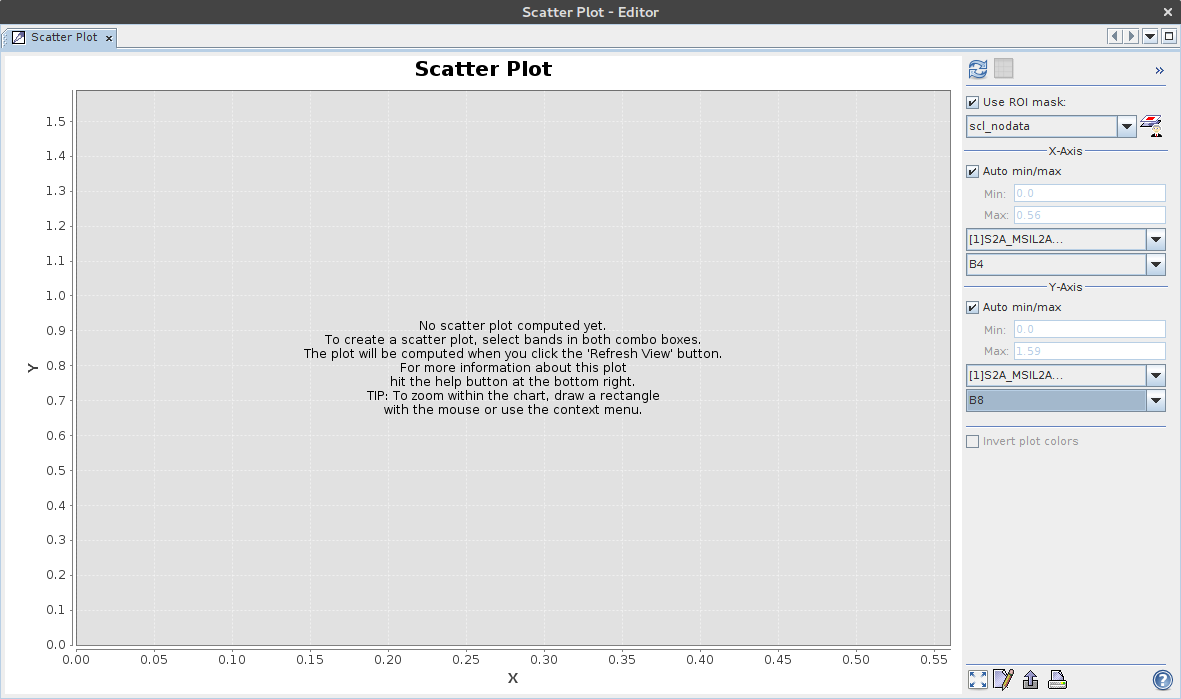 Scatter Plot - Editor
Scatter Plot
Scatter Plot
1.5
1.4
1.3
1.2
1.1
1.0
0.9
0.8
0.7
0.6
0.5
0.4
0.3
0.2
0.1
0.0
Y
No scatter plot computed yet.
To create a scatter plot, select bands in both combo boxes.
The plot will be computed when you click the 'Refresh View' button.
For more information about this plot
hit the help button at the bottom right.
TIP: To zoom within the chart, draw a rectangle
with the mouse or use the context menu.
0.00 0.05 0.10 0.15 0.20 0.25 0.30 0.35 0.40 0.45 0.50 0.55
X
Use ROI mask:
scl_nodata
X-Axis
Auto min/max
Min: 0.0
Max: 0.56
[1]S2A_MSIL2A...
B4
Y-Axis
Auto min/max
Min: 0.0
Max: 1.59
[1]S2A_MSIL2A...
B8
Invert plot colors